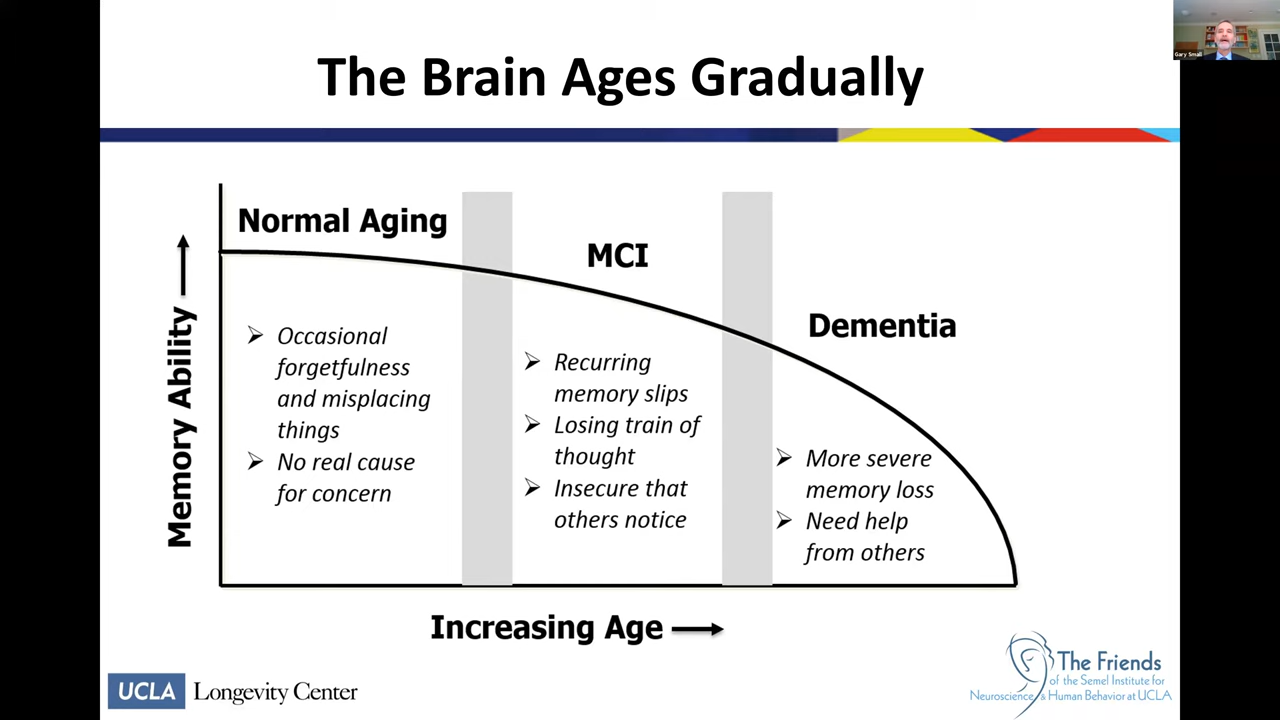 The Brain Ages Gradually
Gary Small
Normal Aging
MCI
Dementia
Memory Ability
Occasional
forgetfulness
and misplacing
things
No real cause
for concern
Recurring
memory slips
Losing train of
thought
Insecure that
others notice
More severe
memory loss
Need help
from others
Increasing Age
UCLA Longevity Center
The Friends
of the Semel Institute for
Neuroscience & Human Behavior at UCLA